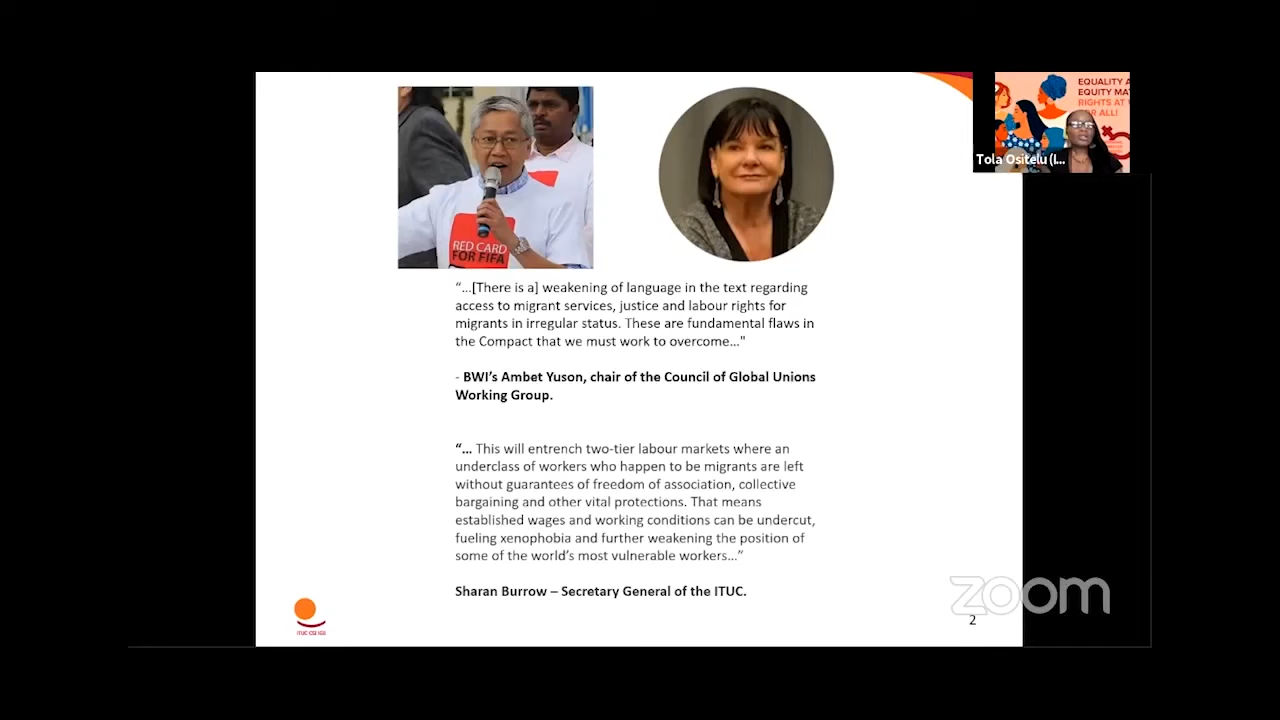 EQUALITY A
EQUITY MA
RIGHTS AT
OR ALL!
Tola Ositelu (I...
RED CARD
FOR FIFA
“...[There is a] weakening of language in the text regarding
access to migrant services, justice and labour rights for
migrants in irregular status. These are fundamental flaws in
the Compact that we must work to overcome..."
- BWI’s Ambet Yuson, chair of the Council of Global Unions
Working Group.
“... This will entrench two-tier labour markets where an
underclass of workers who happen to be migrants are left
without guarantees of freedom of association, collective
bargaining and other vital protections. That means
established wages and working conditions can be undercut,
fueling xenophobia and further weakening the position of
some of the world’s most vulnerable workers...”
Sharan Burrow – Secretary General of the ITUC.
ITUC CSI IGB
zoom
2